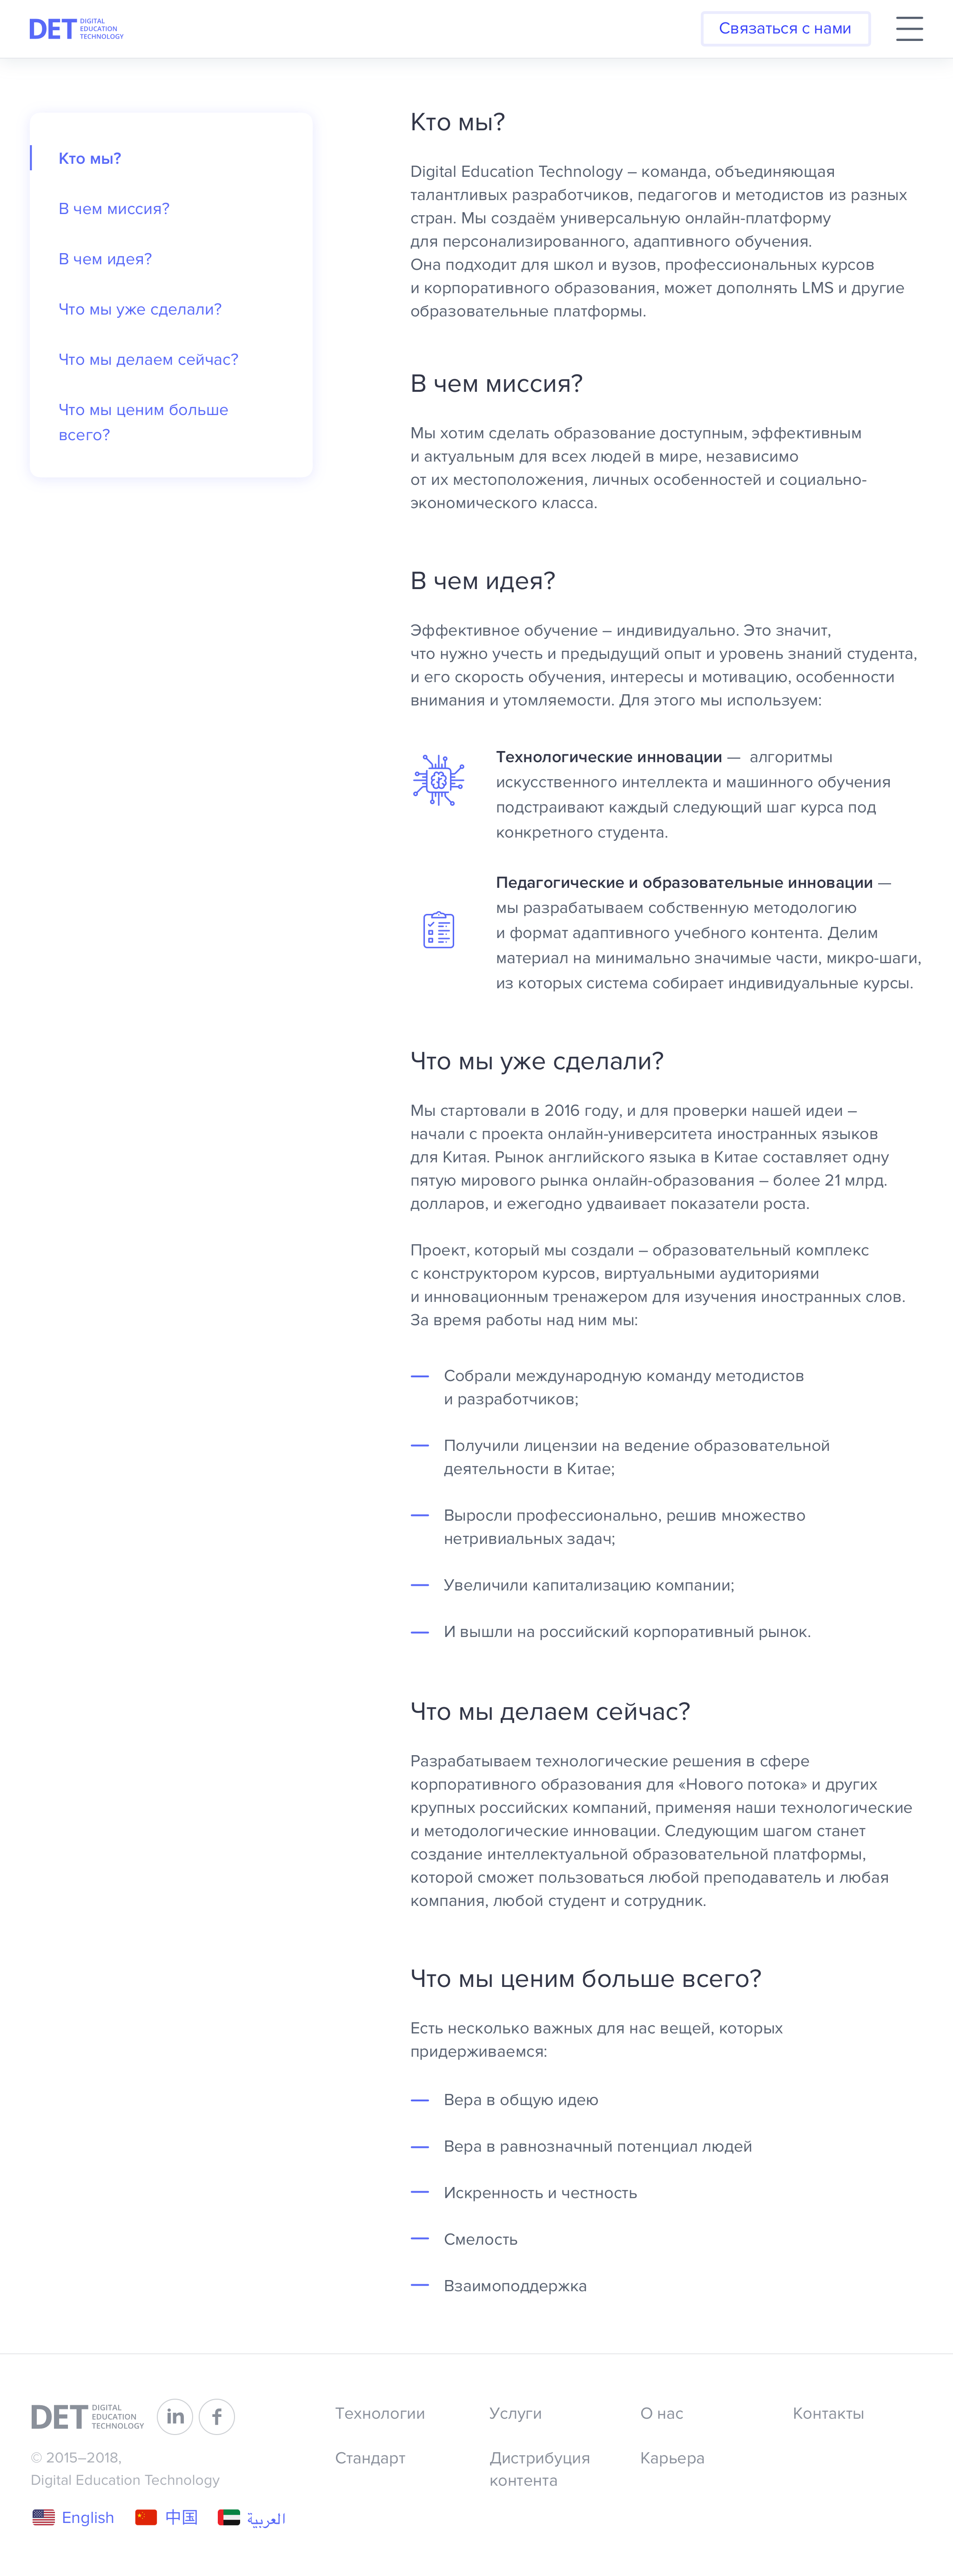 DET DIGITAL
EDUCATION
TECHNOLOGY
Связаться с нами
Кто мы?
В чем миссия?
В чем идея?
Что мы уже сделали?
Что мы делаем сейчас?
Что мы ценим больше
всего?
Кто мы?
Digital Education Technology – команда, объединяющая
талантливых разработчиков, педагогов и методистов из разных
стран. Мы создаём универсальную онлайн-платформу
для персонализированного, адаптивного обучения.
Она подходит для школ и вузов, профессиональных курсов
и корпоративного образования, может дополнять LMS и другие
образовательные платформы.
В чем миссия?
Мы хотим сделать образование доступным, эффективным
и актуальным для всех людей в мире, независимо
от их местоположения, личных особенностей и социально-
экономического класса.
В чем идея?
Эффективное обучение – индивидуально. Это значит,
что нужно учесть и предыдущий опыт и уровень знаний студента,
и его скорость обучения, интересы и мотивацию, особенности
внимания и утомляемости. Для этого мы используем:
Технологические инновации — алгоритмы
искусственного интеллекта и машинного обучения
подстраивают каждый следующий шаг курса под
конкретного студента.
Педагогические и образовательные инновации —
мы разрабатываем собственную методологию
и формат адаптивного учебного контента. Делим
материал на минимально значимые части, микро-шаги,
из которых система собирает индивидуальные курсы.
Что мы уже сделали?
Мы стартовали в 2016 году, и для проверки нашей идеи –
начали с проекта онлайн-университета иностранных языков
для Китая. Рынок английского языка в Китае составляет одну
пятую мирового рынка онлайн-образования – более 21 млрд.
долларов, и ежегодно удваивает показатели роста.
Проект, который мы создали – образовательный комплекс
с конструктором курсов, виртуальными аудиториями
и инновационным тренажером для изучения иностранных слов.
За время работы над ним мы:
— Собрали международную команду методистов
и разработчиков;
— Получили лицензии на ведение образовательной
деятельности в Китае;
— Выросли профессионально, решив множество
нетривиальных задач;
— Увеличили капитализацию компании;
— И вышли на российский корпоративный рынок.
Что мы делаем сейчас?
Разрабатываем технологические решения в сфере
корпоративного образования для «Нового потока» и других
крупных российских компаний, применяя наши технологические
и методологические инновации. Следующим шагом станет
создание интеллектуальной образовательной платформы,
которой сможет пользоваться любой преподаватель и любая
компания, любой студент и сотрудник.
Что мы ценим больше всего?
Есть несколько важных для нас вещей, которых
придерживаемся:
— Вера в общую идею
— Вера в равнозначный потенциал людей
— Искренность и честность
— Смелость
— Взаимоподдержка
DET DIGITAL
EDUCATION
TECHNOLOGY
in f
© 2015–2018,
Digital Education Technology
English 中国 العربية
Технологии Услуги О нас Контакты
Стандарт Дистрибуция Карьера
контента